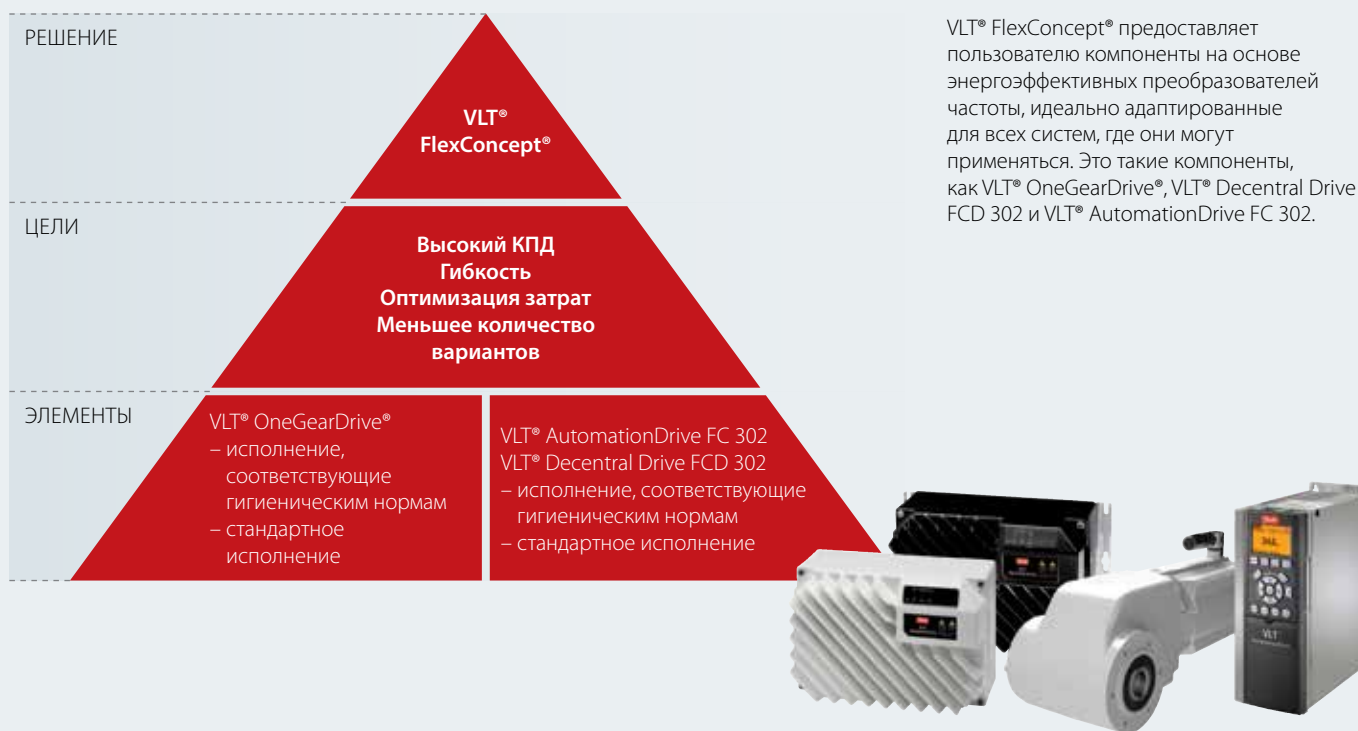 РЕШЕНИЕ
VLT®
FlexConcept®
ЦЕЛИ
Высокий КПД
Гибкость
Оптимизация затрат
Меньшее количество
вариантов
ЭЛЕМЕНТЫ
VLT® OneGearDrive®
– исполнение,
соответствующие
гигиеническим нормам
– стандартное
исполнение
VLT® AutomationDrive FC 302
VLT® Decentral Drive FCD 302
– исполнение, соответствующие
гигиеническим нормам
– стандартное исполнение
VLT® FlexConcept® предоставляет
пользователю компоненты на основе
энергоэффективных преобразователей
частоты, идеально адаптированные
для всех систем, где они могут
применяться. Это такие компоненты,
как VLT® OneGearDrive®, VLT® Decentral Drive
FCD 302 и VLT® AutomationDrive FC 302.
VLT